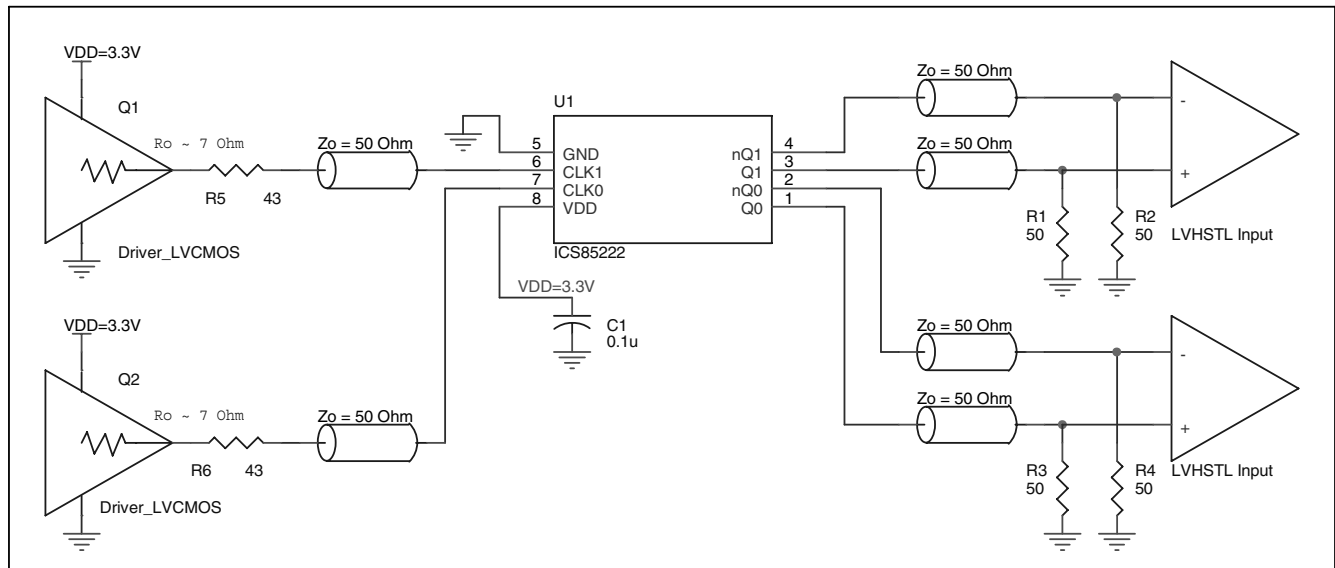 VDD=3.3V
Q1
Ro ~ 7 Ohm
R5 43
Driver_LVCMOS
Zo = 50 Ohm
VDD=3.3V
Q2
Ro ~ 7 Ohm
R6 43
Driver_LVCMOS
Zo = 50 Ohm
U1
5 GND
6 CLK1
7 CLK0
8 VDD
nQ1 4
Q1 3
nQ0 2
Q0 1
ICS85222
VDD=3.3V
C1
0.1u
Zo = 50 Ohm
Zo = 50 Ohm
-
+
R1
50
R2
50
LVHSTL Input
Zo = 50 Ohm
Zo = 50 Ohm
-
+
R3
50
R4
50
LVHSTL Input